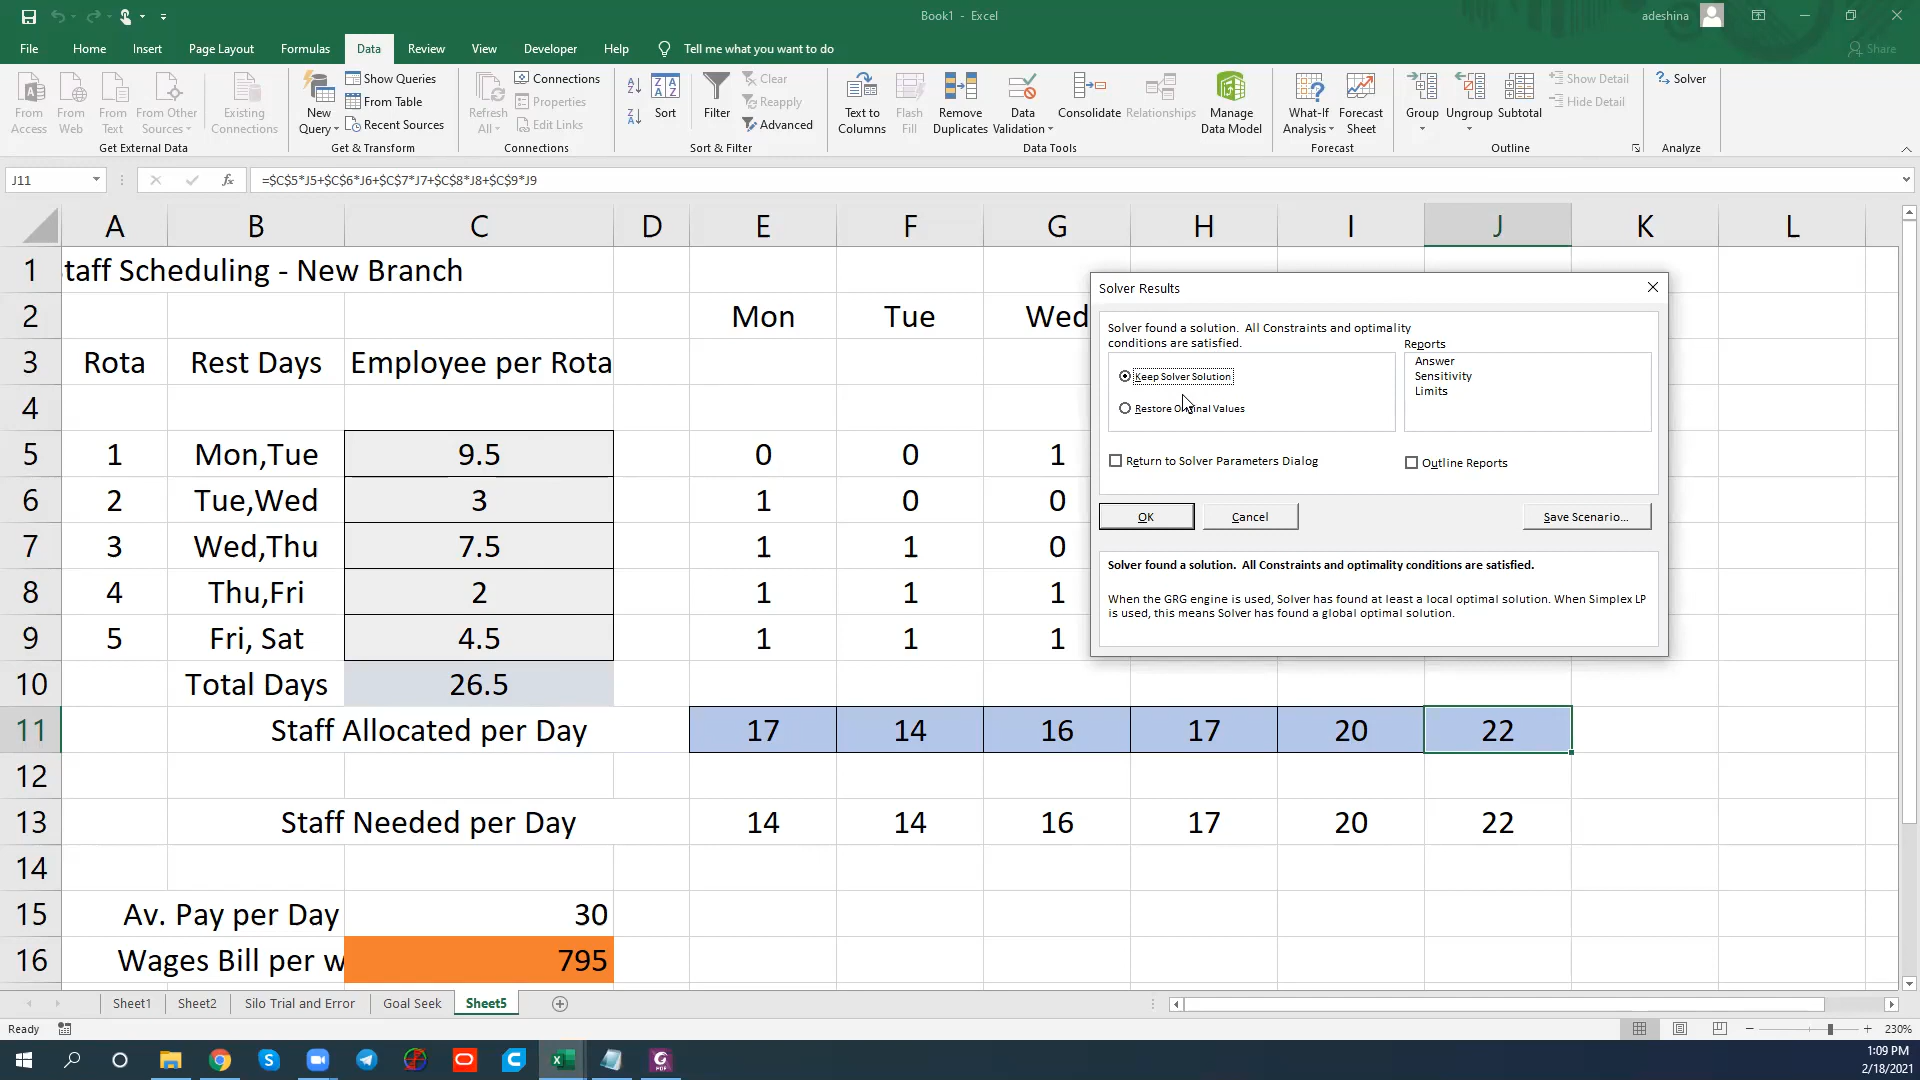 Book1 - Excel
adeshina
File Home Insert Page Layout Formulas Data Review View Developer Help Tell me what you want to do
Share
From Access
From Web
From Text
From Other Sources
Existing Connections
Get External Data
New Query
Show Queries
From Table
Recent Sources
Get & Transform
Refresh All
Connections
Properties
Edit Links
Connections
Sort
Filter
Clear
Reapply
Advanced
Sort & Filter
Text to Columns
Flash Fill
Remove Duplicates
Data Validation
Consolidate
Relationships
Manage Data Model
Data Tools
What-If Analysis
Forecast Sheet
Forecast
Group
Ungroup
Subtotal
Show Detail
Hide Detail
Outline
Solver
Analyze
J11
fx
=$C$5*J5+$C$6*J6+$C$7*J7+$C$8*J8+$C$9*J9
A B C D E F G H I J K L
1 taff Scheduling - New Branch
2 Mon Tue Wed
3 Rota Rest Days Employee per Rota
4
5 1 Mon,Tue 9.5 0 0 1
6 2 Tue,Wed 3 1 0 0
7 3 Wed,Thu 7.5 1 1 0
8 4 Thu,Fri 2 1 1 1
9 5 Fri, Sat 4.5 1 1 1
10 Total Days 26.5
11 Staff Allocated per Day 17 14 16 17 20 22
12
13 Staff Needed per Day 14 14 16 17 20 22
14
15 Av. Pay per Day 30
16 Wages Bill per w 795
Solver Results
Solver found a solution. All Constraints and optimality
conditions are satisfied.
Reports
Answer
Sensitivity
Limits
Keep Solver Solution
Restore Original Values
Return to Solver Parameters Dialog
Outline Reports
OK
Cancel
Save Scenario...
Solver found a solution. All Constraints and optimality conditions are satisfied.
When the GRG engine is used, Solver has found at least a local optimal solution. When Simplex LP
is used, this means Solver has found a global optimal solution.
Sheet1 Sheet2 Silo Trial and Error Goal Seek Sheet5
Ready
230%
1:09 PM
2/18/2021